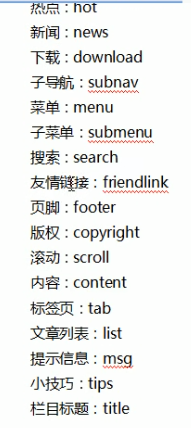 热点：hot
新闻：news
下载：download
子导航：subnav
菜单：menu
子菜单：submenu
搜索：search
友情链接：friendlink
页脚：footer
版权：copyright
滚动：scroll
内容：content
标签页：tab
文章列表：list
提示信息：msg
小技巧：tips
栏目标题：title